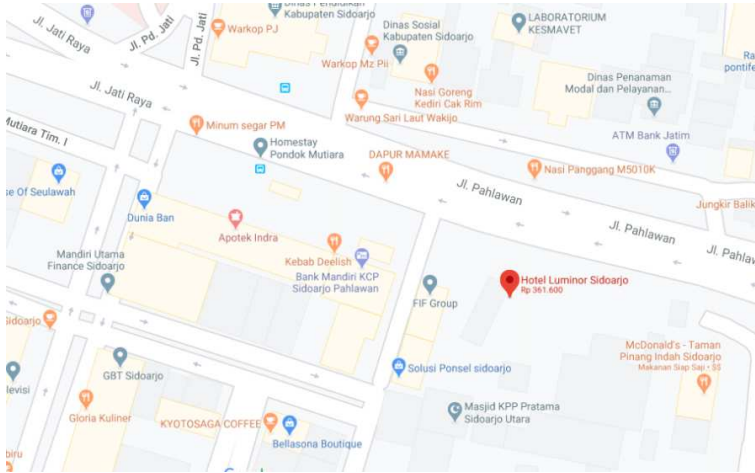 Dinas Pendidikan
Kabupaten Sidoarjo
Warkop PJ
Jl. Pd. Jati
Jl. Pd. Jati
Jl. Jati Raya
Jl. Jati Raya
Dinas Sosial
Kabupaten Sidoarjo
Warkop Mz Pii
LABORATORIUM
KESMAVET
Ra
pontife
Nasi Goreng
Kediri Cak Rim
Dinas Penanaman
Modal dan Pelayanan...
Warung Sari Laut Wakijo
Minum segar PM
Mutiara Tim. I
Homestay
Pondok Mutiara
DAPUR MAMAKE
ATM Bank Jatim
Nasi Panggang M5010K
Jl. Pahlawan
Jl. Pahlawan
Jl. Pahlaw
Jungkir Balik
se Of Seulawah
Dunia Ban
Apotek Indra
Kebab Deelish
Bank Mandiri KCP
Sidoarjo Pahlawan
Mandiri Utama
Finance Sidoarjo
FIF Group
Hotel Luminor Sidoarjo
Rp 361.600
Sidoarjo
McDonald's - Taman
Pinang Indah Sidoarjo
Makanan Siap Saji • $$
GBT Sidoarjo
Solusi Ponsel sidoarjo
levisi
Gloria Kuliner
KYOTOSAGA COFFEE
Masjid KPP Pratama
Sidoarjo Utara
Bellasona Boutique
biru